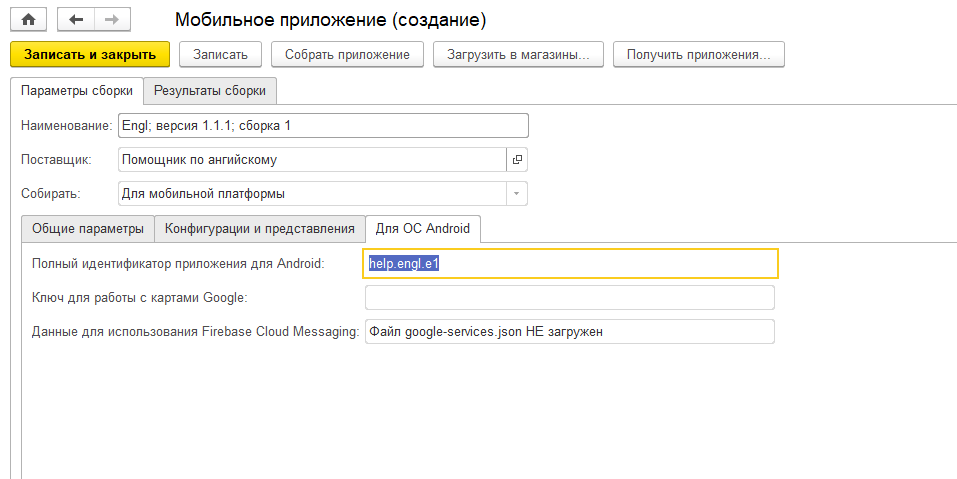 Мобильное приложение (создание)
Записать и закрыть Записать Собрать приложение Загрузить в магазины... Получить приложения...
Параметры сборки Результаты сборки
Наименование: Engl; версия 1.1.1; сборка 1
Поставщик: Помощник по ангийскому
Собирать: Для мобильной платформы
Общие параметры Конфигурации и представления Для ОС Android
Полный идентификатор приложения для Android: help.engl.e1
Ключ для работы с картами Google:
Данные для использования Firebase Cloud Messaging: Файл google-services.json НЕ загружен